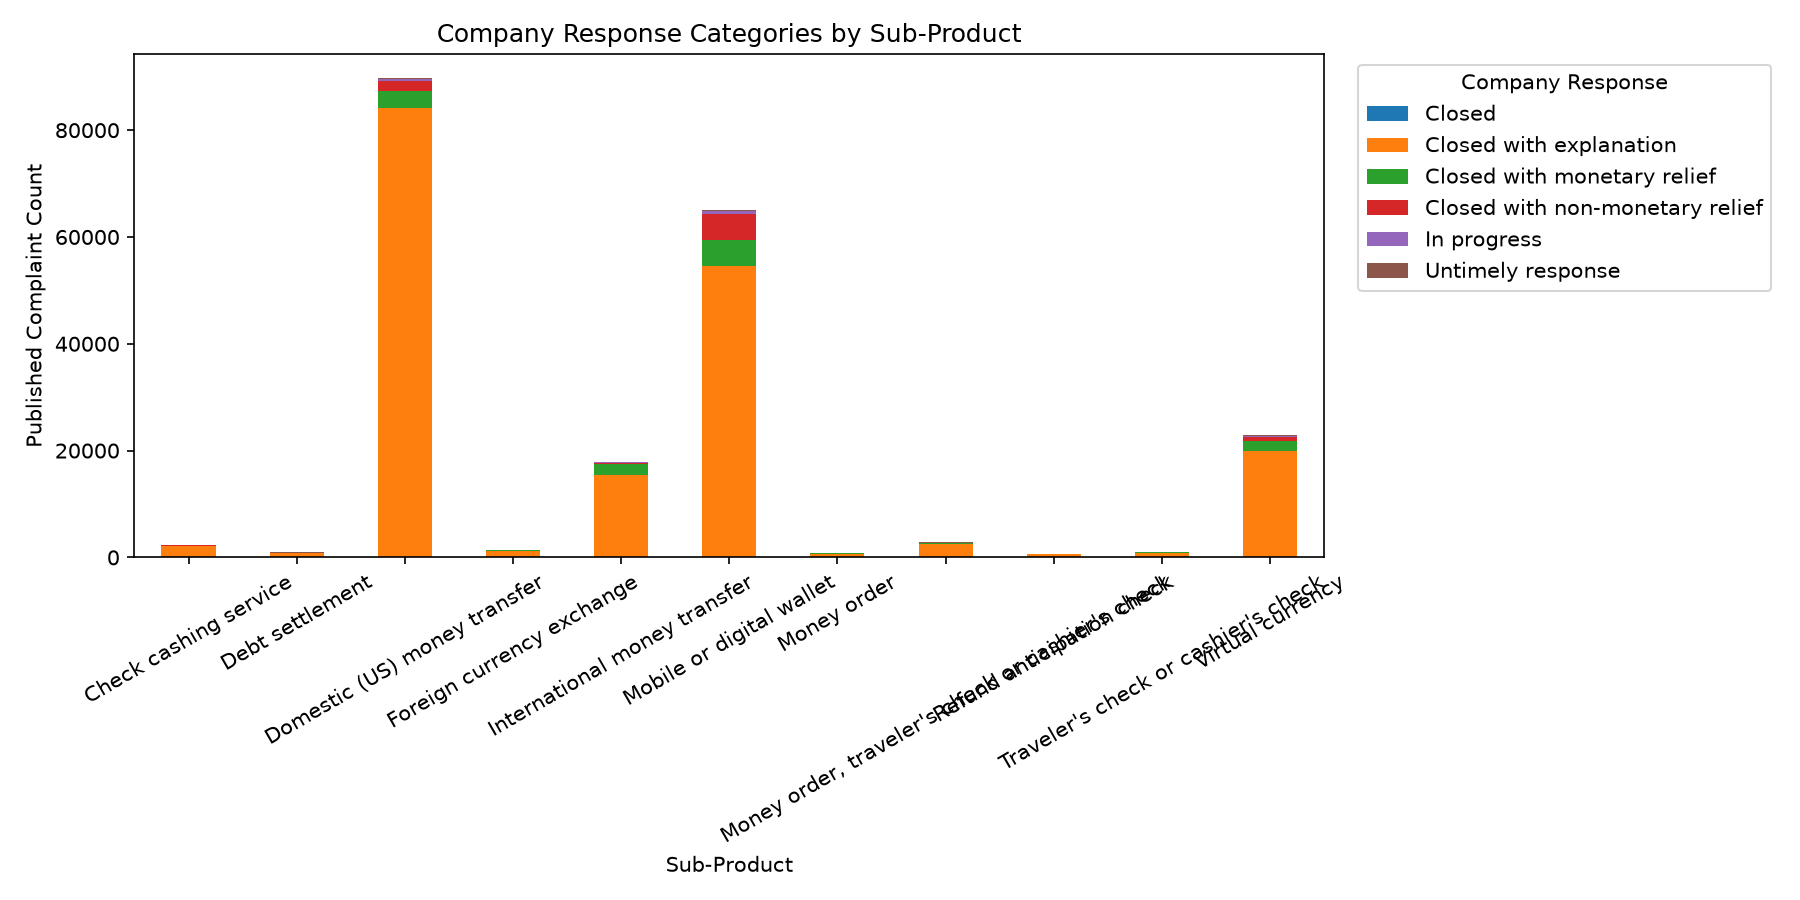 Company Response Categories by Sub-Product
Published Complaint Count
80000
60000
40000
20000
0
Check cashing service
Debt settlement
Domestic (US) money transfer
Foreign currency exchange
International money transfer
Mobile or digital wallet
Money order
Money order, traveler's check or cashier's check
Refund anticipation check
Traveler's check or cashier's check
Virtual currency
Sub-Product
Company Response
Closed
Closed with explanation
Closed with monetary relief
Closed with non-monetary relief
In progress
Untimely response